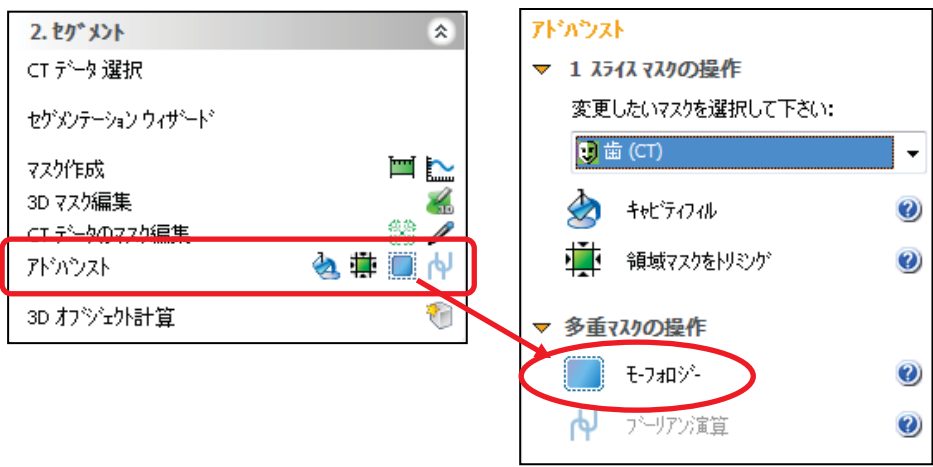 2. ｾｸﾞﾒﾝﾄ
CT ﾃﾞｰﾀ 選択
ｾｸﾞﾒﾝﾃｰｼｮﾝ ｳｨｻﾞｰﾄﾞ
ﾏｽｸ作成
3D ﾏｽｸ編集
CT ﾃﾞｰﾀのﾏｽｸ編集
ｱﾄﾞﾊﾞﾝｽﾄ
3D ｵﾌﾞｼﾞｪｸﾄ計算
ｱﾄﾞﾊﾞﾝｽﾄ
1 ｽﾗｲｽ ﾏｽｸの操作
変更したいﾏｽｸを選択して下さい:
歯 (CT)
ｷｬﾋﾞﾃｨﾌｨﾙ
領域ﾏｽｸをﾄﾘﾐﾝｸﾞ
多重ﾏｽｸの操作
ﾓｰﾌｫﾛｼﾞｰ
ﾌﾞｰﾘｱﾝ演算